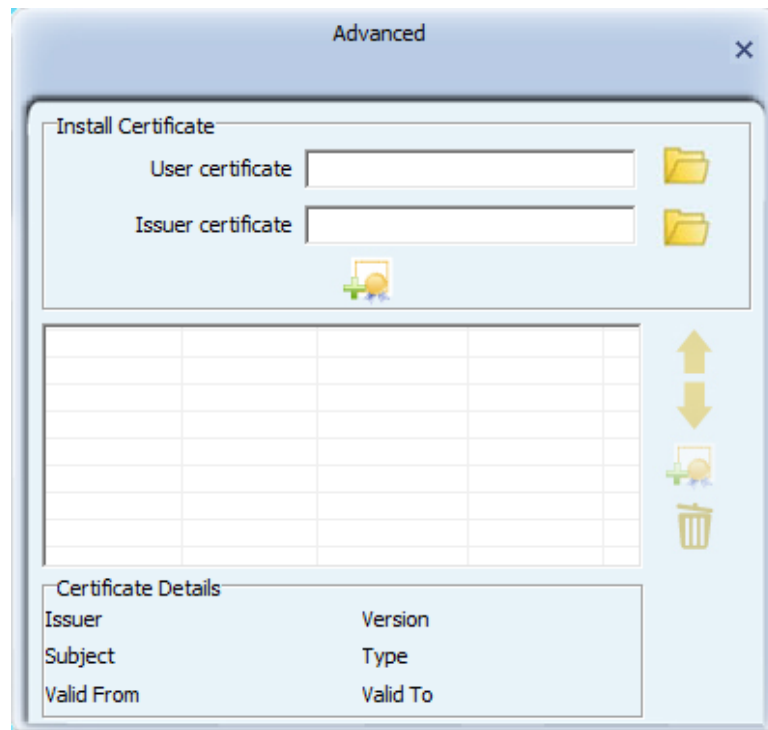 Advanced
Install Certificate
User certificate
Issuer certificate
Certificate Details
Issuer Version
Subject Type
Valid From Valid To